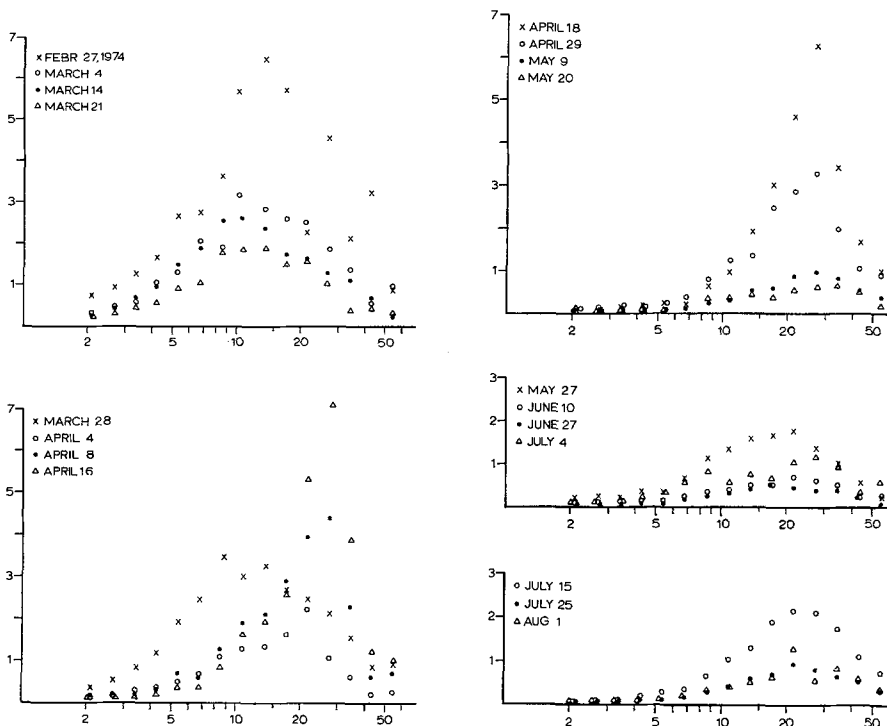 7
5
3
1
× FEBR 27, 1974
○ MARCH 4
• MARCH 14
△ MARCH 21
2 5 10 20 50
7
5
3
1
× APRIL 18
○ APRIL 29
• MAY 9
△ MAY 20
2 5 10 20 50
7
5
3
1
× MARCH 28
○ APRIL 4
• APRIL 8
△ APRIL 16
2 5 10 20 50
3
2
1
× MAY 27
○ JUNE 10
• JUNE 27
△ JULY 4
2 5 10 20 50
3
2
1
○ JULY 15
• JULY 25
△ AUG 1
2 5 10 20 50